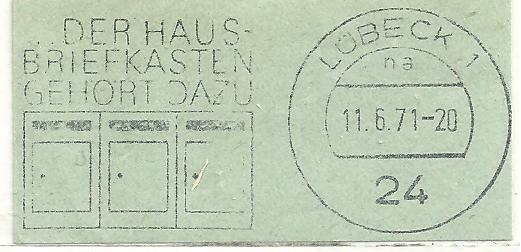 ...DER HAUS-
BRIEFKASTEN
GEHÖRT DAZU
LÜBECK 1
na
11.6.71-20
24